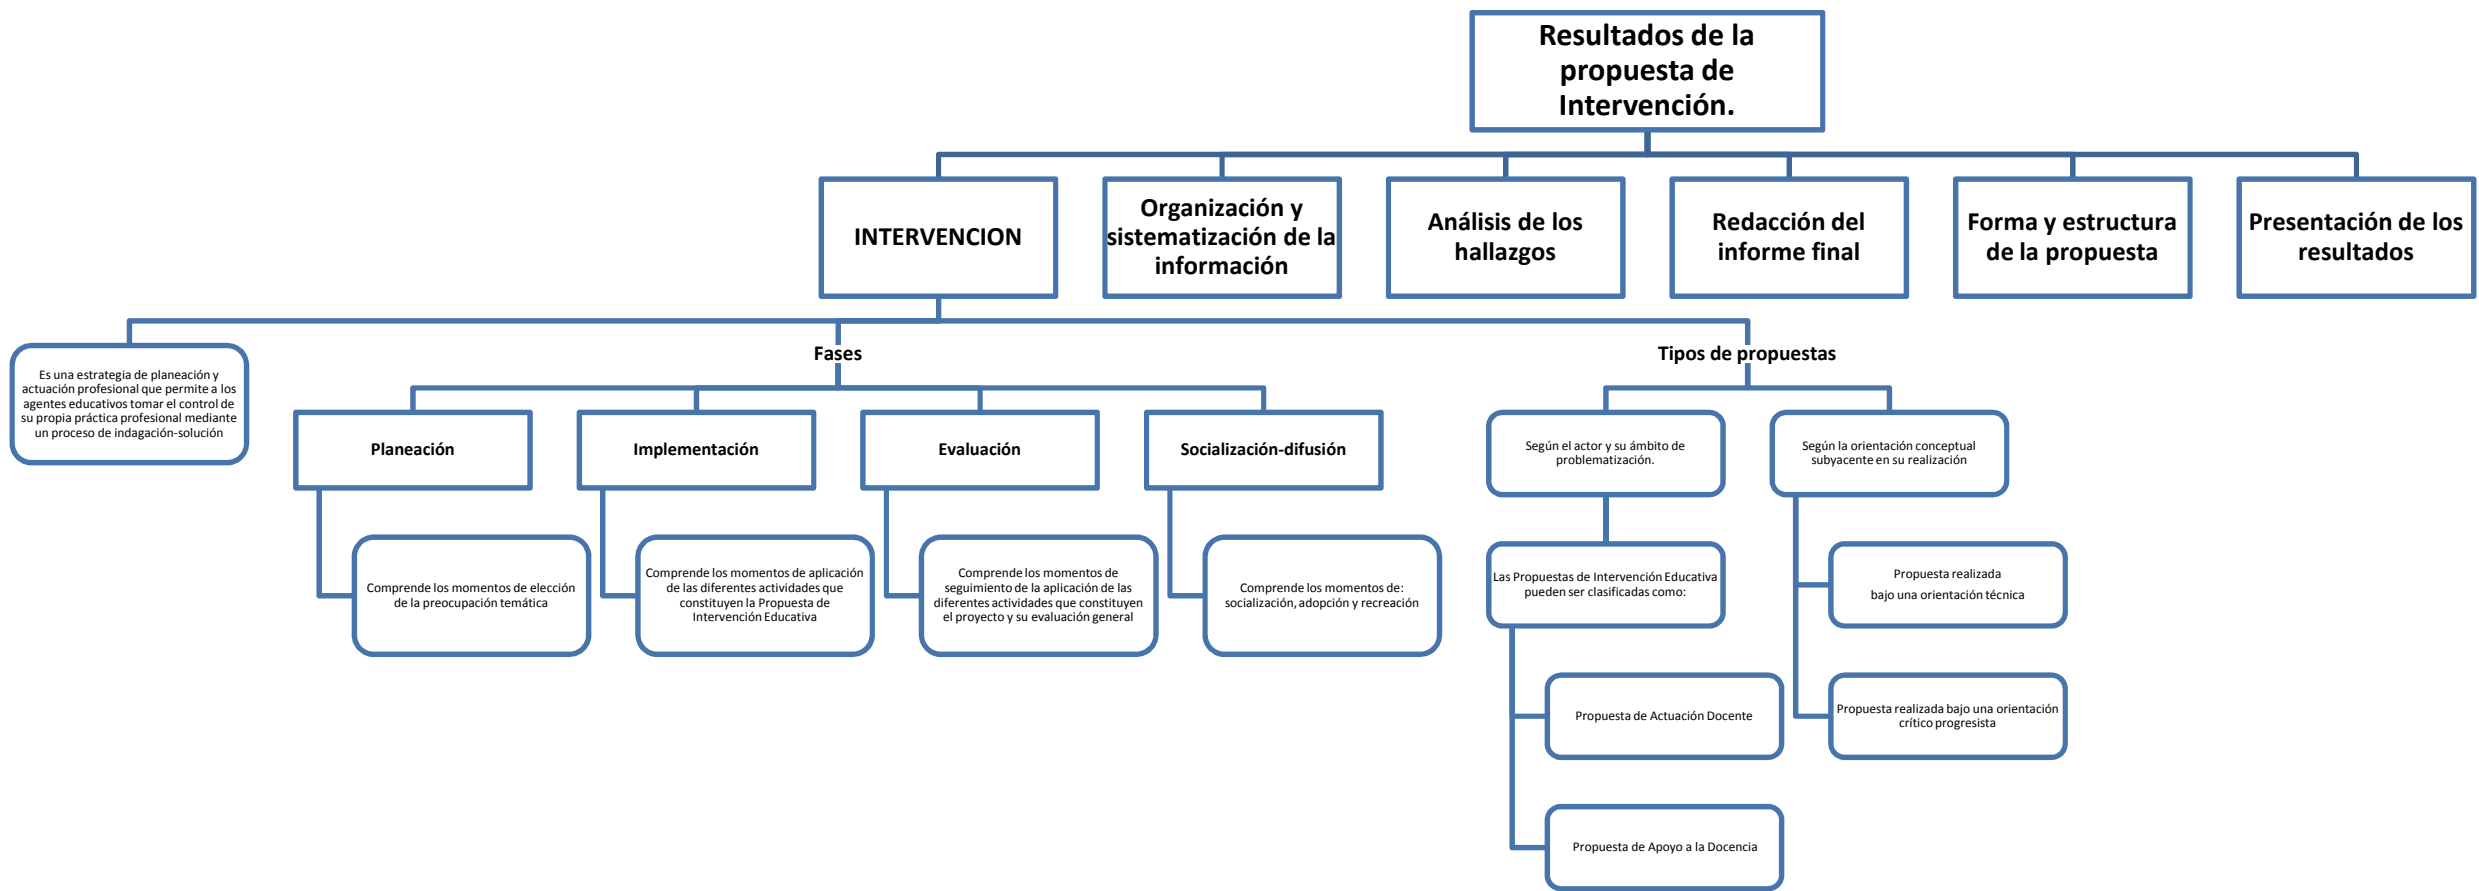 Resultados de la
propuesta de
Intervención.
INTERVENCION
Organización y
sistematización de la
información
Análisis de los
hallazgos
Redacción del
informe final
Forma y estructura
de la propuesta
Presentación de los
resultados
Es una estrategia de planeación y
actuación profesional que permite a los
agentes educativos tomar el control de
su propia práctica profesional mediante
un proceso de indagación-solución
Fases
Tipos de propuestas
Planeación
Implementación
Evaluación
Socialización-difusión
Según el actor y su ámbito de
problematización.
Según la orientación conceptual
subyacente en su realización
Comprende los momentos de elección
de la preocupación temática
Comprende los momentos de aplicación
de las diferentes actividades que
constituyen la Propuesta de
Intervención Educativa
Comprende los momentos de
seguimiento de la aplicación de las
diferentes actividades que constituyen
el proyecto y su evaluación general
Comprende los momentos de:
socialización, adopción y recreación
Las Propuestas de Intervención Educativa
pueden ser clasificadas como:
Propuesta realizada
bajo una orientación técnica
Propuesta de Actuación Docente
Propuesta realizada bajo una orientación
crítico progresista
Propuesta de Apoyo a la Docencia